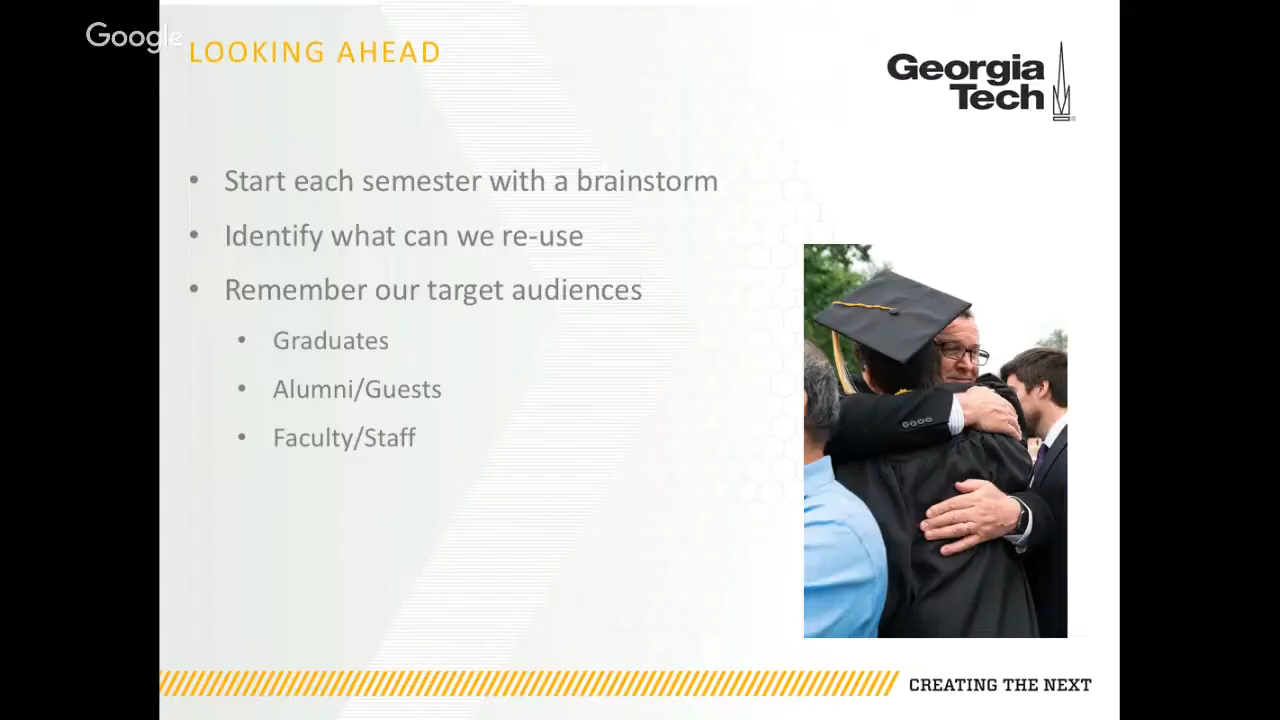 Google
LOOKING AHEAD
Georgia
Tech
• Start each semester with a brainstorm
• Identify what can we re-use
• Remember our target audiences
• Graduates
• Alumni/Guests
• Faculty/Staff
CREATING THE NEXT